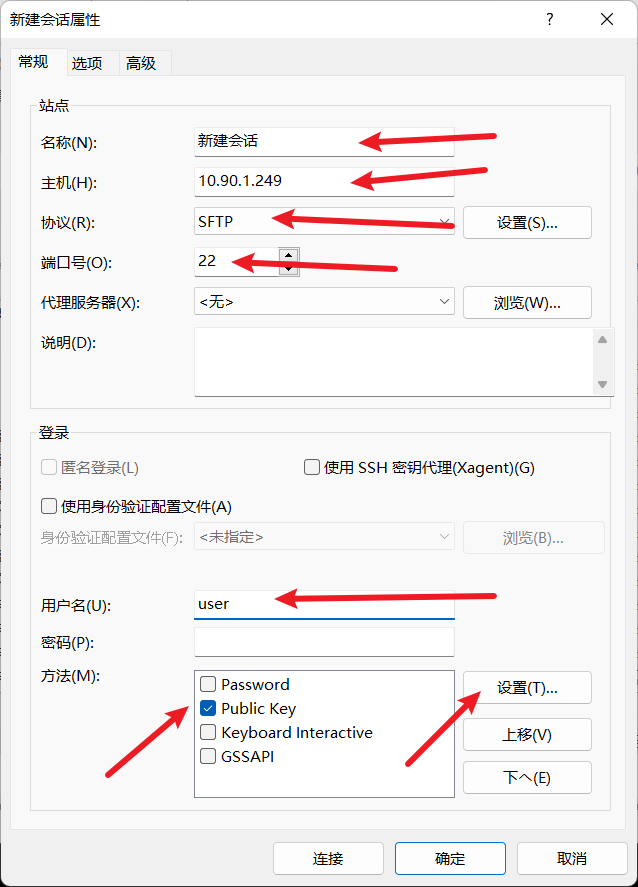 新建会话属性 ?
常规 选项 高级
站点
名称(N): 新建会话
主机(H): 10.90.1.249
协议(R): SFTP 设置(S)...
端口号(O): 22
代理服务器(X): <无> 浏览(W)...
说明(D):
登录
匿名登录(L) 使用 SSH 密钥代理(Xagent)(G)
使用身份验证配置文件(A)
身份验证配置文件(F): <未指定> 浏览(B)...
用户名(U): user
密码(P):
方法(M):
Password 设置(T)...
Public Key
Keyboard Interactive 上移(V)
GSSAPI
下へ(E)
连接 确定 取消